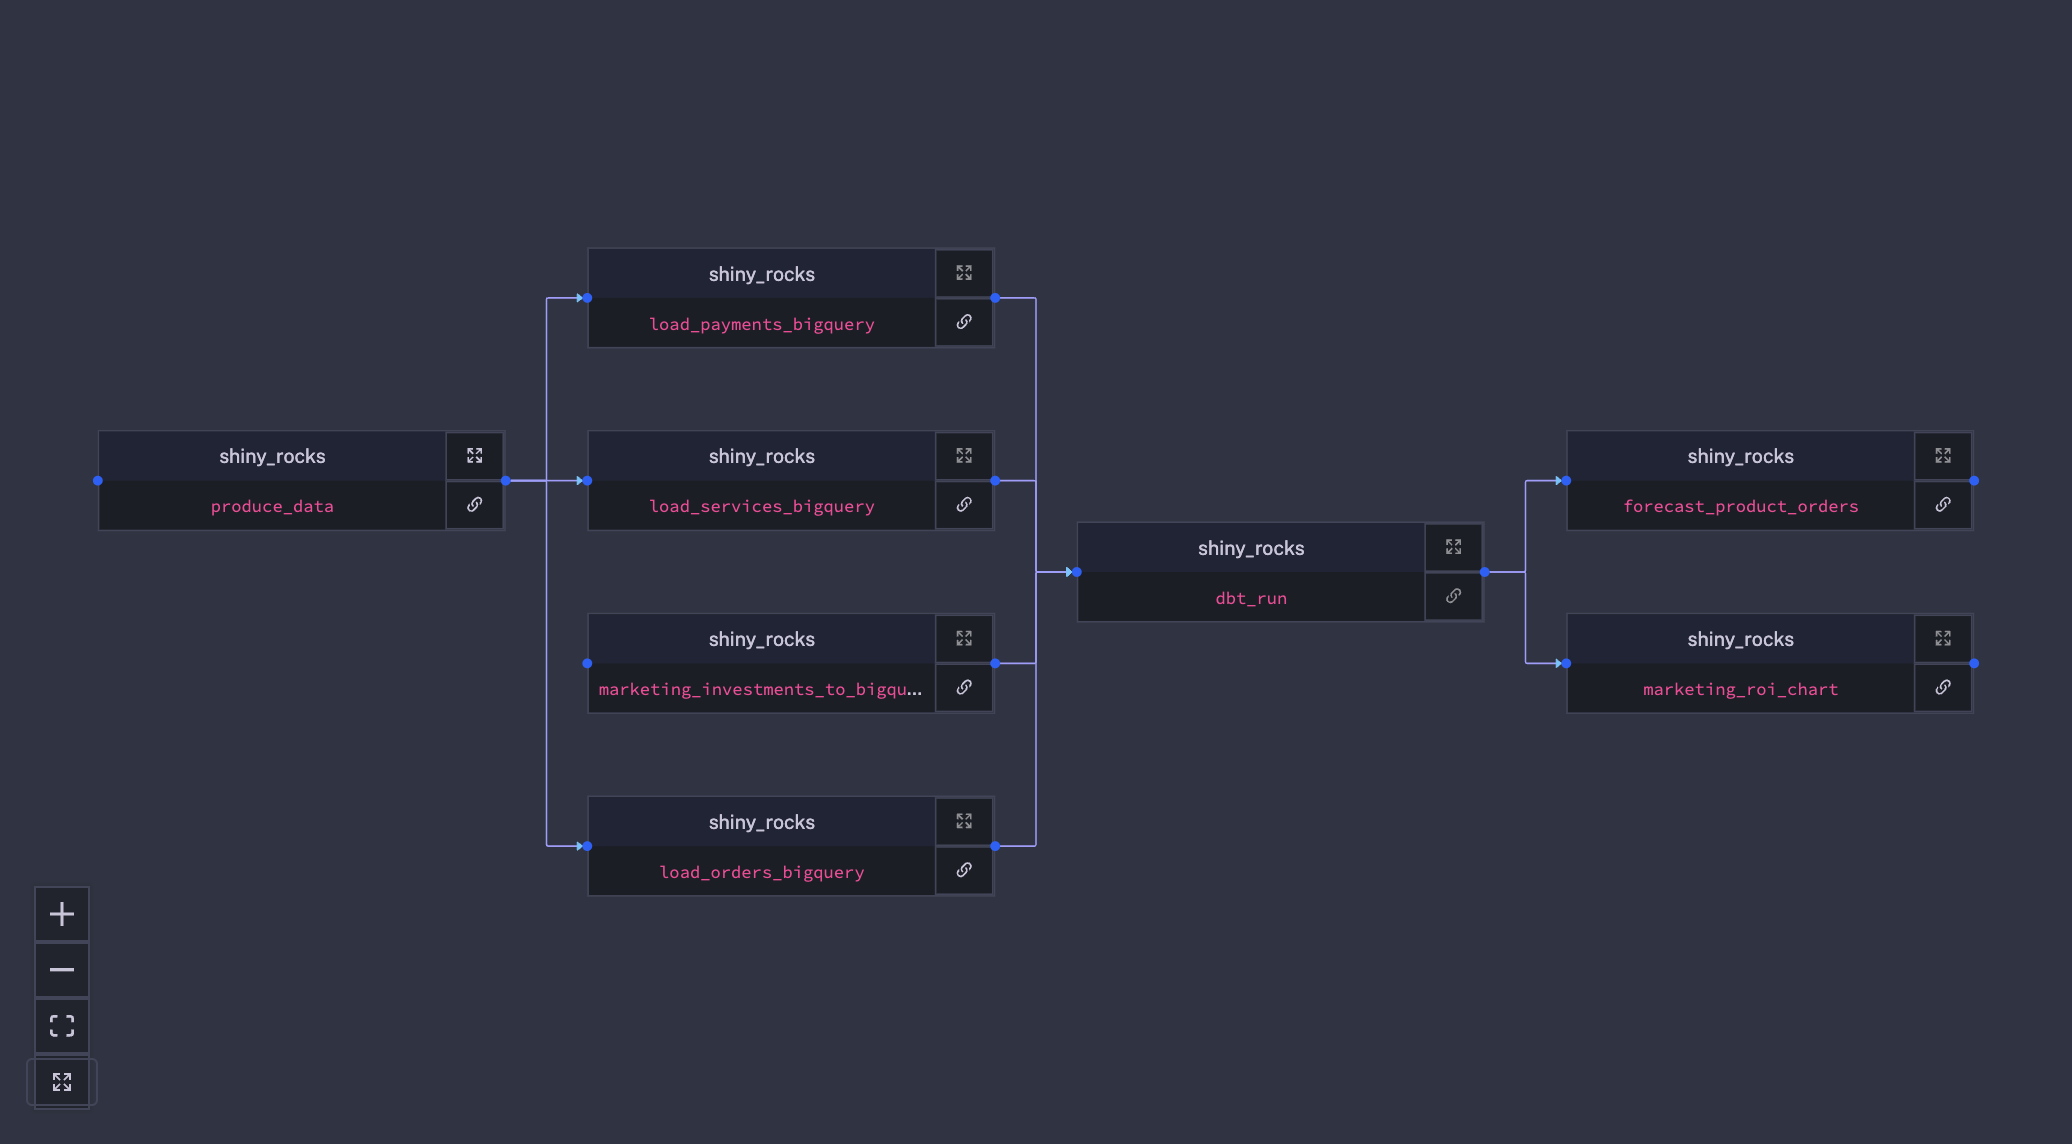 shiny_rocks
produce_data
shiny_rocks
load_payments_bigquery
shiny_rocks
load_services_bigquery
shiny_rocks
marketing_investments_to_bigqu...
shiny_rocks
load_orders_bigquery
shiny_rocks
dbt_run
shiny_rocks
forecast_product_orders
shiny_rocks
marketing_roi_chart